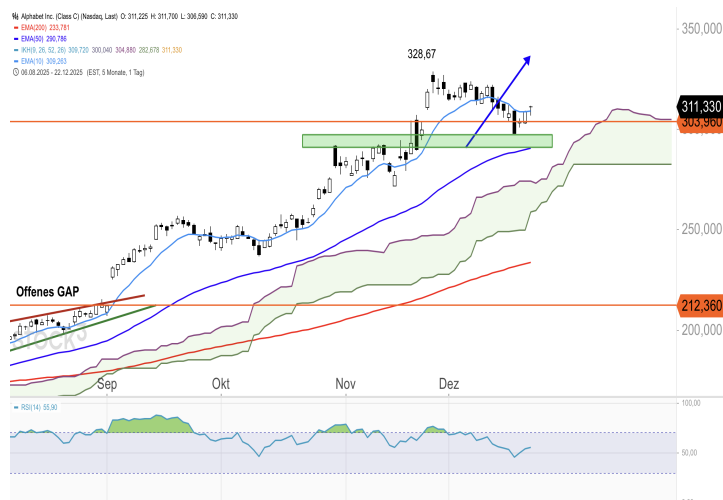 Alphabet Inc. (Class C) (Nasdaq, Last) O: 311,225 H: 311,700 L: 306,590 C: 311,330
EMA(200) 233,781
EMA(50) 290,786
IKH(9, 26, 52, 26) 309,720 300,040 304,880 282,678 311,330
EMA(10) 309,263
06.08.2025 - 22.12.2025 (EST, 5 Monate, 1 Tag)
350,000
328,67
311,330
303,960
250,000
Offenes GAP
212,360
200,000
STOCK3
Sep Okt Nov Dez
RSI(14) 55,90
100,00
50,00
0,00